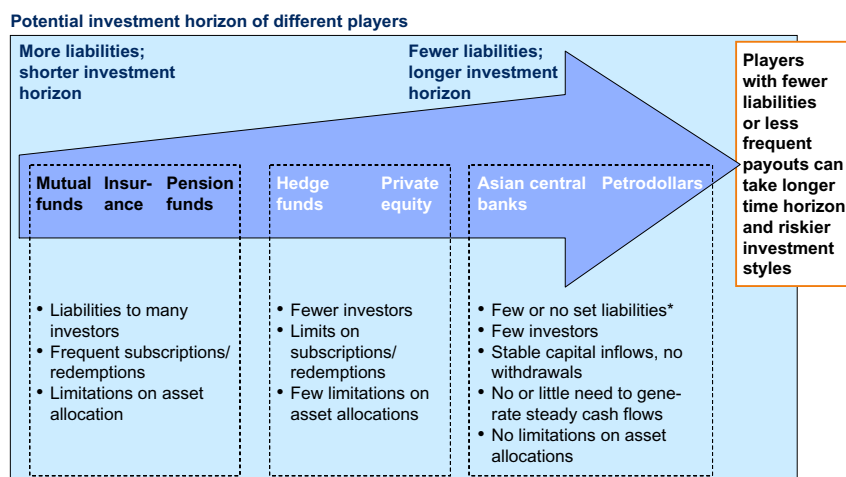 Potential investment horizon of different players
More liabilities;
shorter investment
horizon
Fewer liabilities;
longer investment
horizon
Players
with fewer
liabilities
or less
frequent
payouts can
take longer
time horizon
and riskier
investment
styles
Mutual funds
Insur-
ance
Pension
funds
Hedge
funds
Private
equity
Asian central
banks
Petrodollars
• Liabilities to many
investors
• Frequent subscriptions/
redemptions
• Limitations on asset
allocation
• Fewer investors
• Limits on
subscriptions/
redemptions
• Few limitations on
asset allocations
• Few or no set liabilities*
• Few investors
• Stable capital inflows, no
withdrawals
• No or little need to gene-
rate steady cash flows
• No limitations on asset
allocations